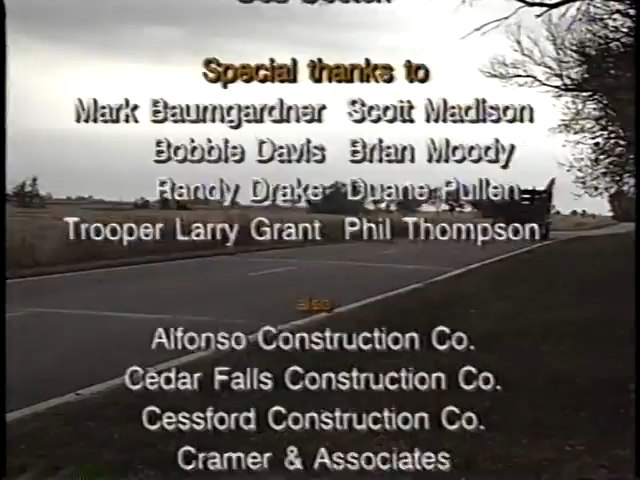 Special thanks to
Mark Baumgardner Scott Madison
Bobbie Davis Brian Moody
Randy Drake Duane Pullen
Trooper Larry Grant Phil Thompson
also
Alfonso Construction Co.
Cedar Falls Construction Co.
Cessford Construction Co.
Cramer & Associates